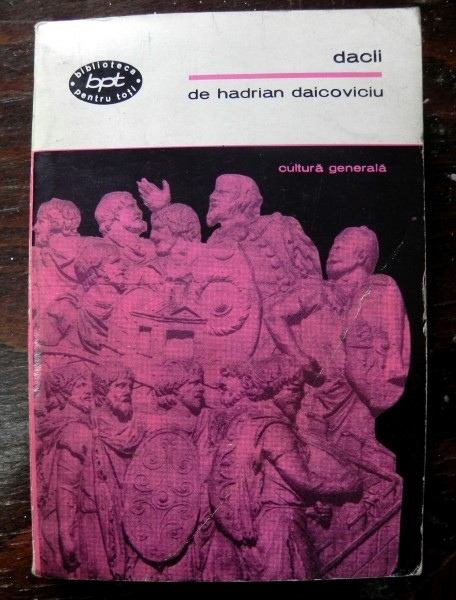 biblioteca
bpt
pentru toți
dacii
de hadrian daicoviciu
cultură generală